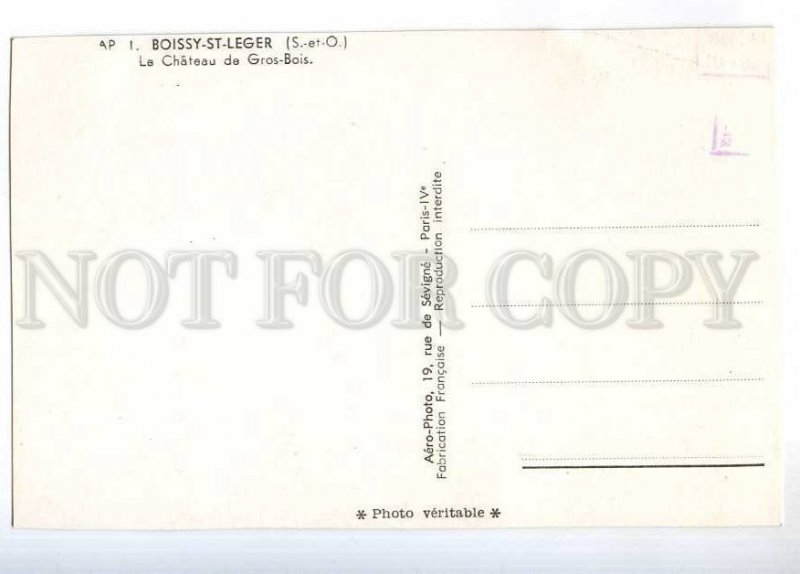 AP 1. BOISSY-ST-LEGER (S.-et-O.)
Le Château de Gros-Bois.
Aéro-Photo, 19, rue de Sévigné - Paris-IVe
Fabrication Française — Reproduction interdite
NOT FOR COPY
* Photo véritable *